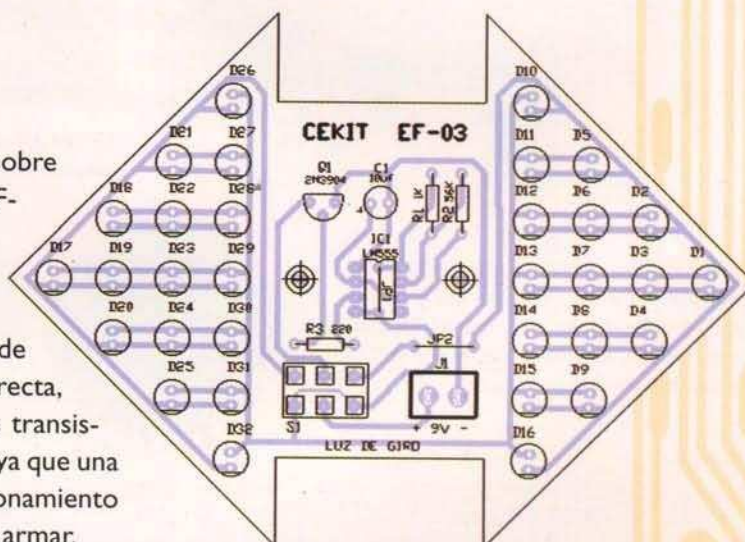 obre
F-
de
recta,
transis-
ya que una
onamiento
armar.
CEKIT EF-03
D26
D21 D27
D18 D22 D28
D17 D19 D23 D29
D20 D24 D30
D25 D31
D32
Q1
2N3904
C1
10uF
+
R1 1K
R2 56K
IC1
LM555
R3 220
JP2
J1
S1
+ 9V -
LUZ DE GIRO
D10
D11 D5
D12 D6 D2
D13 D7 D3 D1
D14 D8 D4
D15 D9
D16